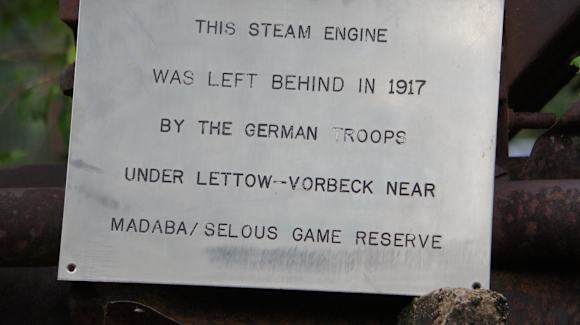 THIS STEAM ENGINE
WAS LEFT BEHIND IN 1917
BY THE GERMAN TROOPS
UNDER LETTOW-VORBECK NEAR
MADABA/SELOUS GAME RESERVE